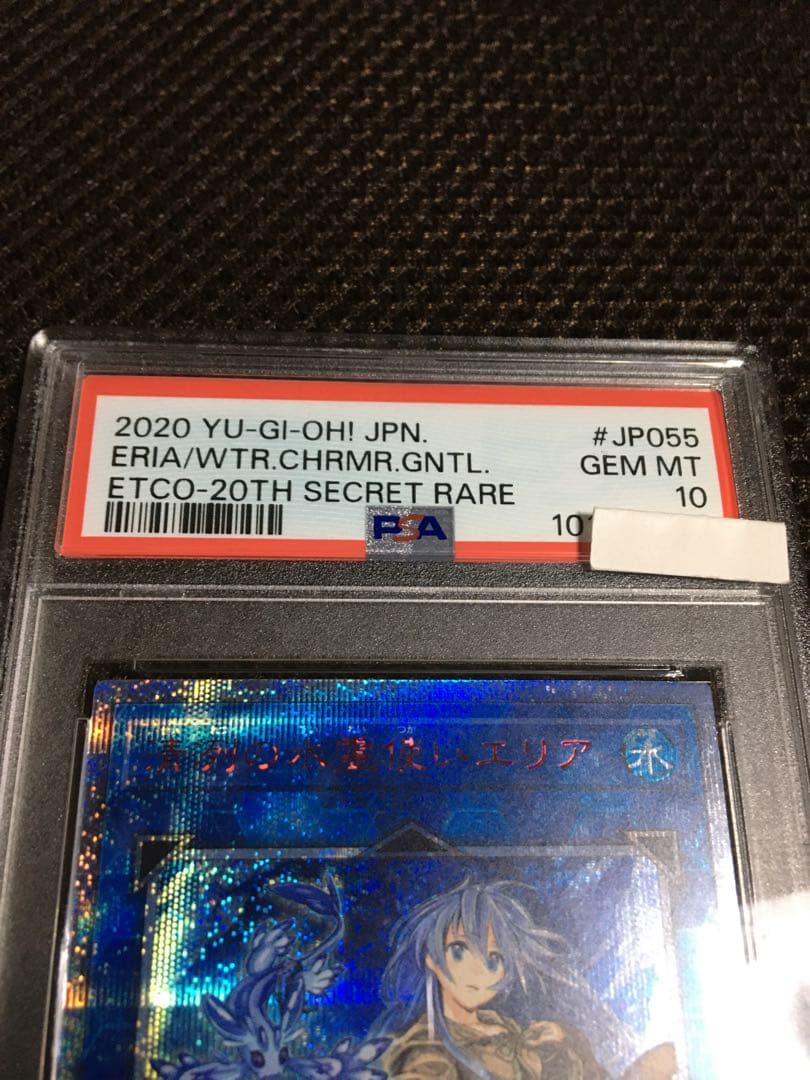 2020 YU-GI-OH! JPN. #JP055
ERIA/WTR.CHRMR.GNTL. GEM MT
ETCO-20TH SECRET RARE 10
PSA
清冽の水霊使いエリア 水